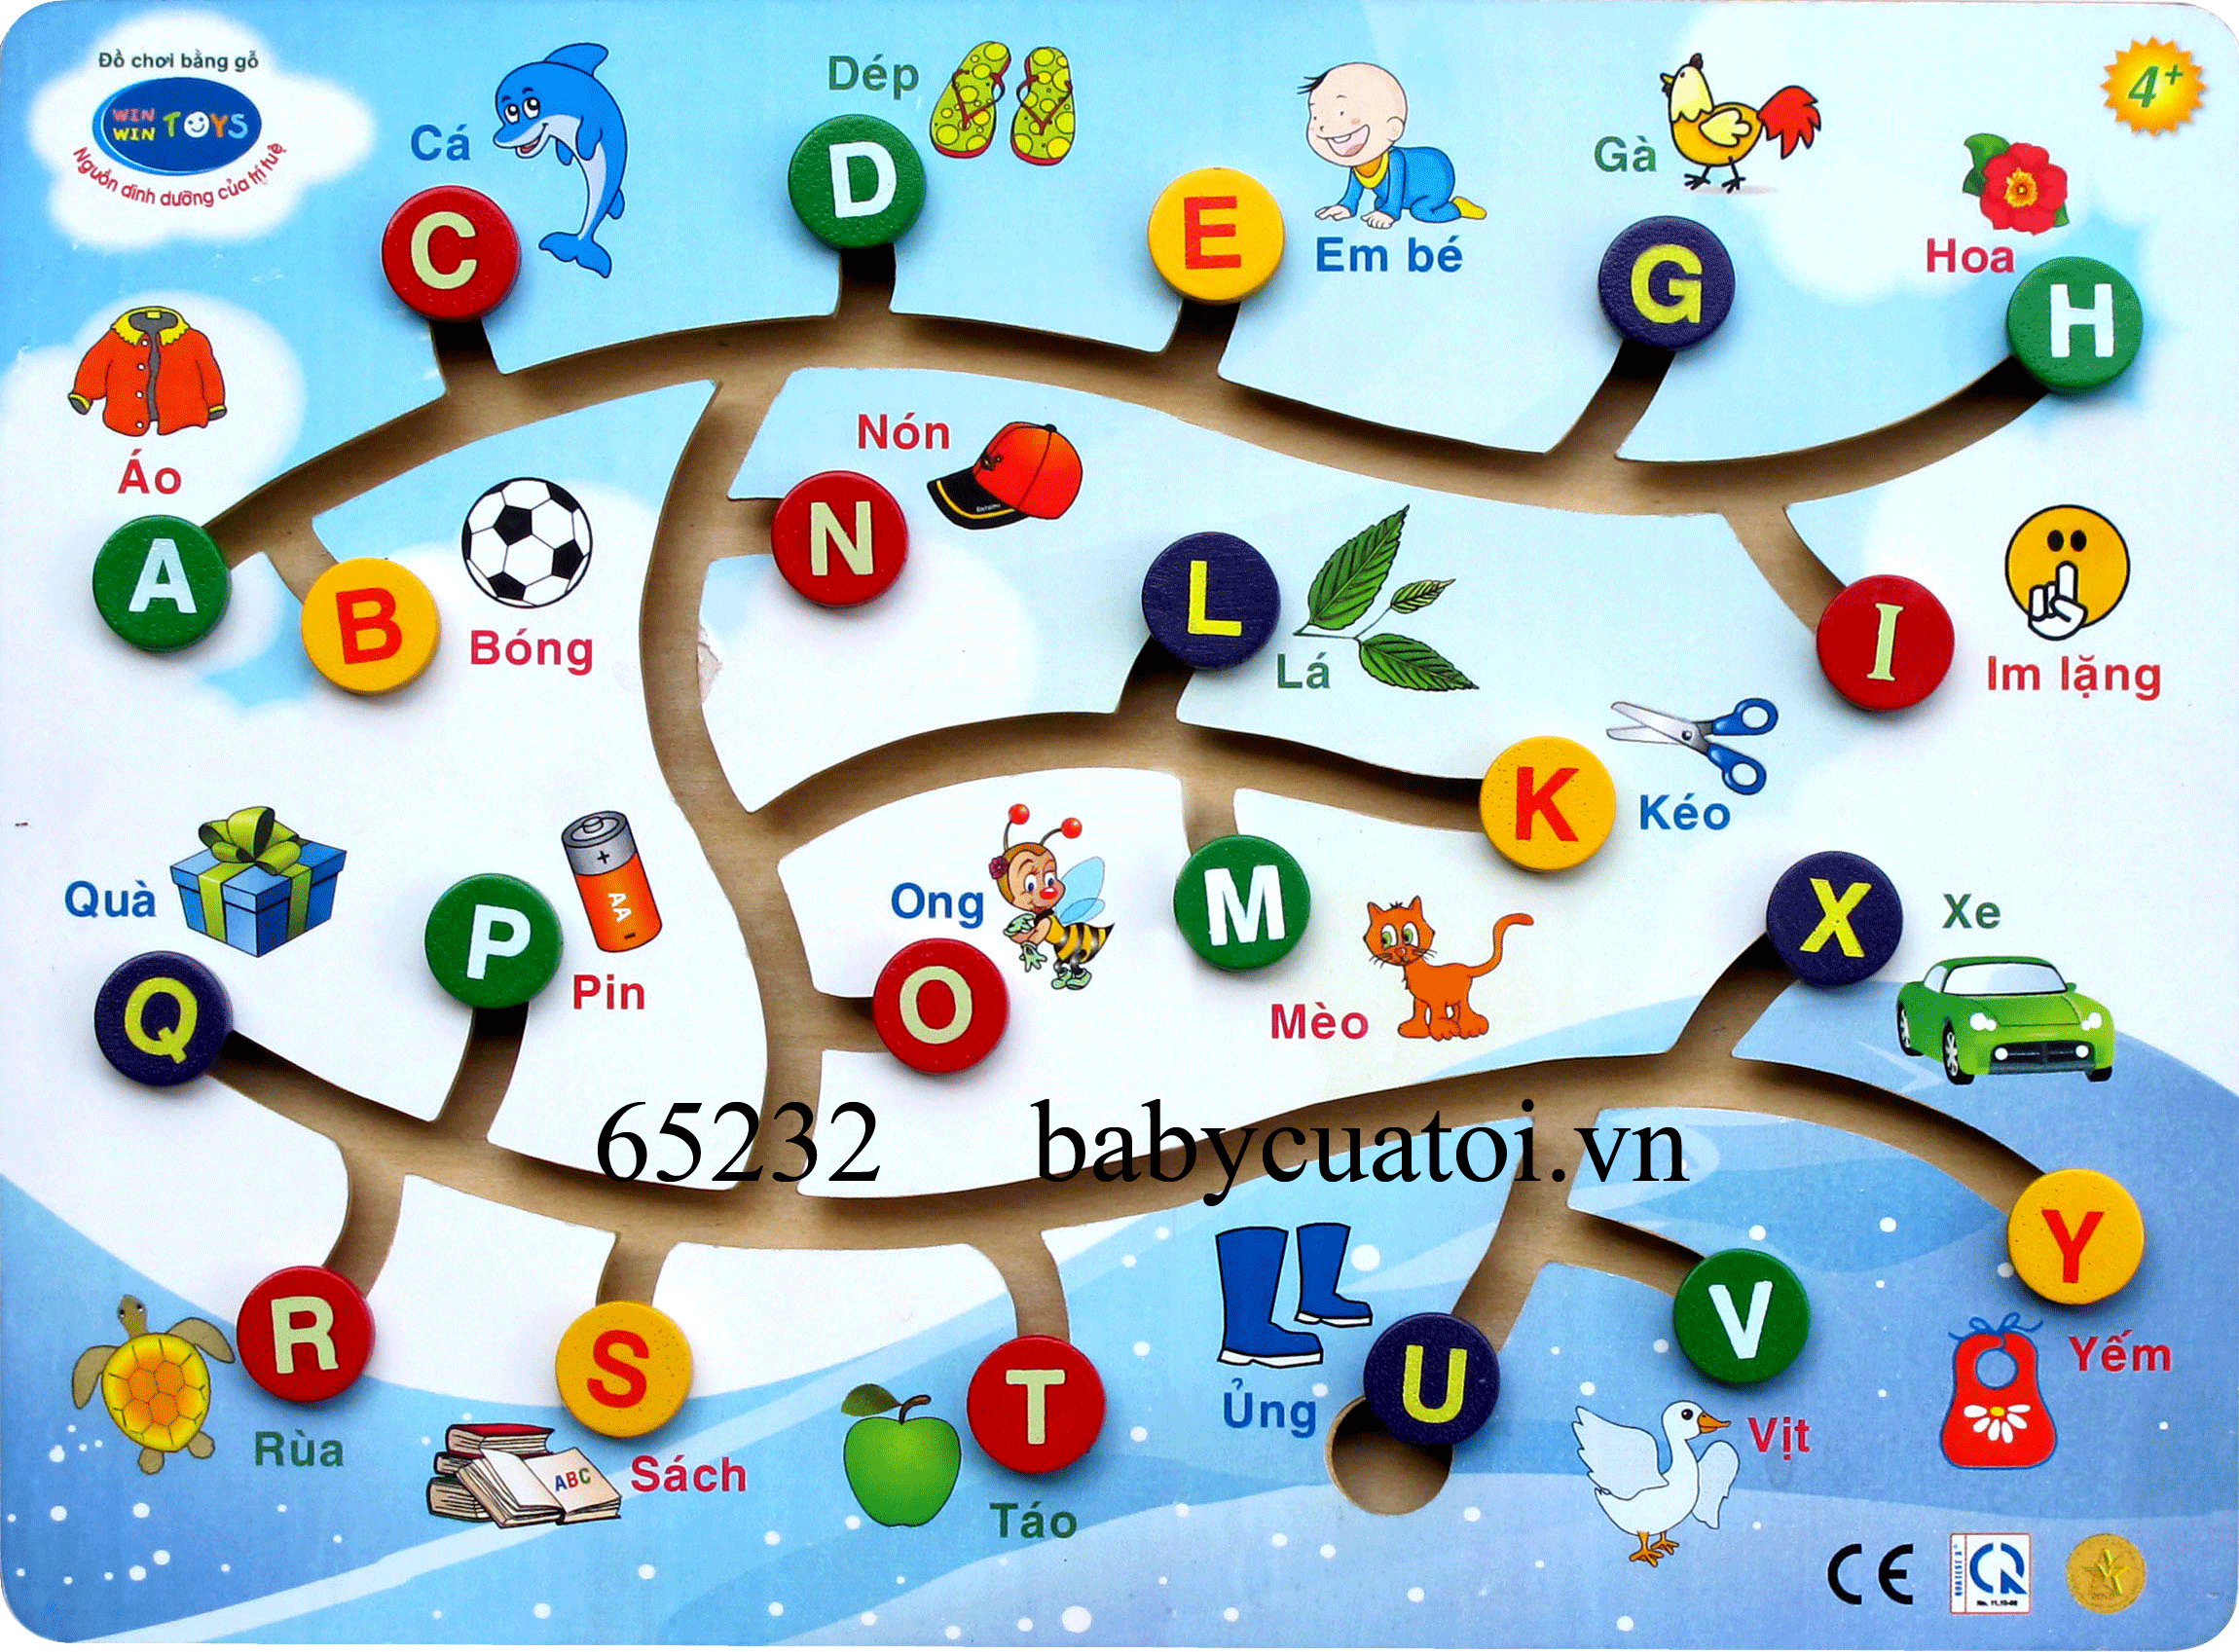 Đồ chơi bằng gỗ
WIN WIN TOYS
Nguồn dinh dưỡng của trí tuệ
4+
Cá
C
Dép
D
E
Em bé
Gà
G
Hoa
H
Áo
A
B
Bóng
Nón
N
L
Lá
I
Im lặng
K
Kéo
Quà
Q
P
AA
Pin
Ong
O
M
Mèo
X
Xe
65232 babycuatoi.vn
R
Rùa
S
ABC
Sách
T
Táo
Ủng
U
V
Vịt
Y
Yếm
CE